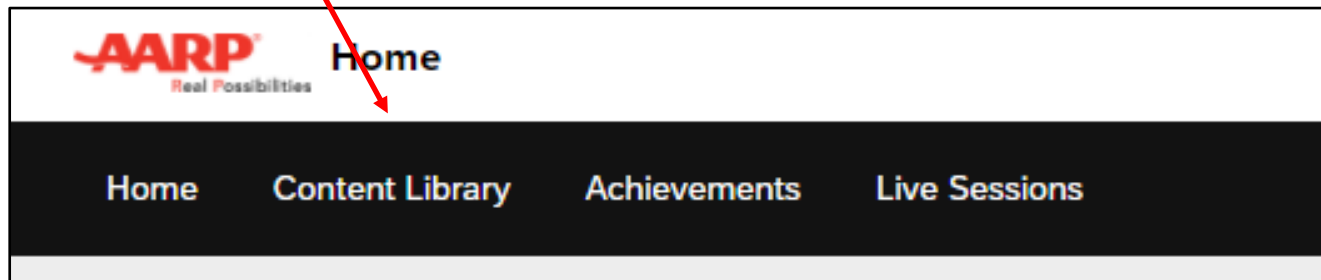 AARP Home
Real Possibilities
Home Content Library Achievements Live Sessions